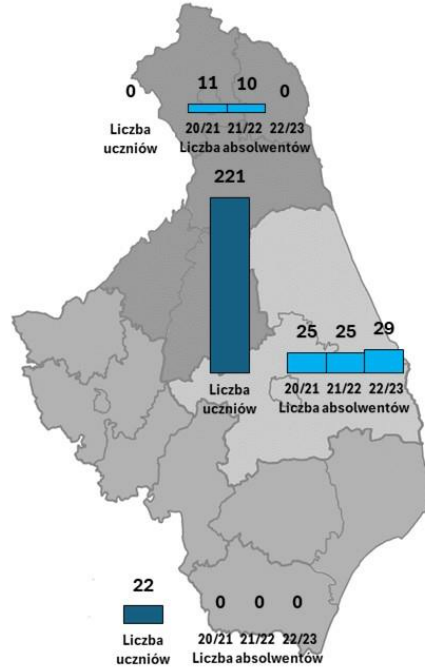 0 11 10 0
20/21 21/22 22/23
Liczba uczniów
Liczba absolwentów
221
25 25 29
Liczba uczniów
20/21 21/22 22/23
Liczba absolwentów
22
0 0 0
Liczba uczniów
20/21 21/22 22/23
Liczba absolwentów